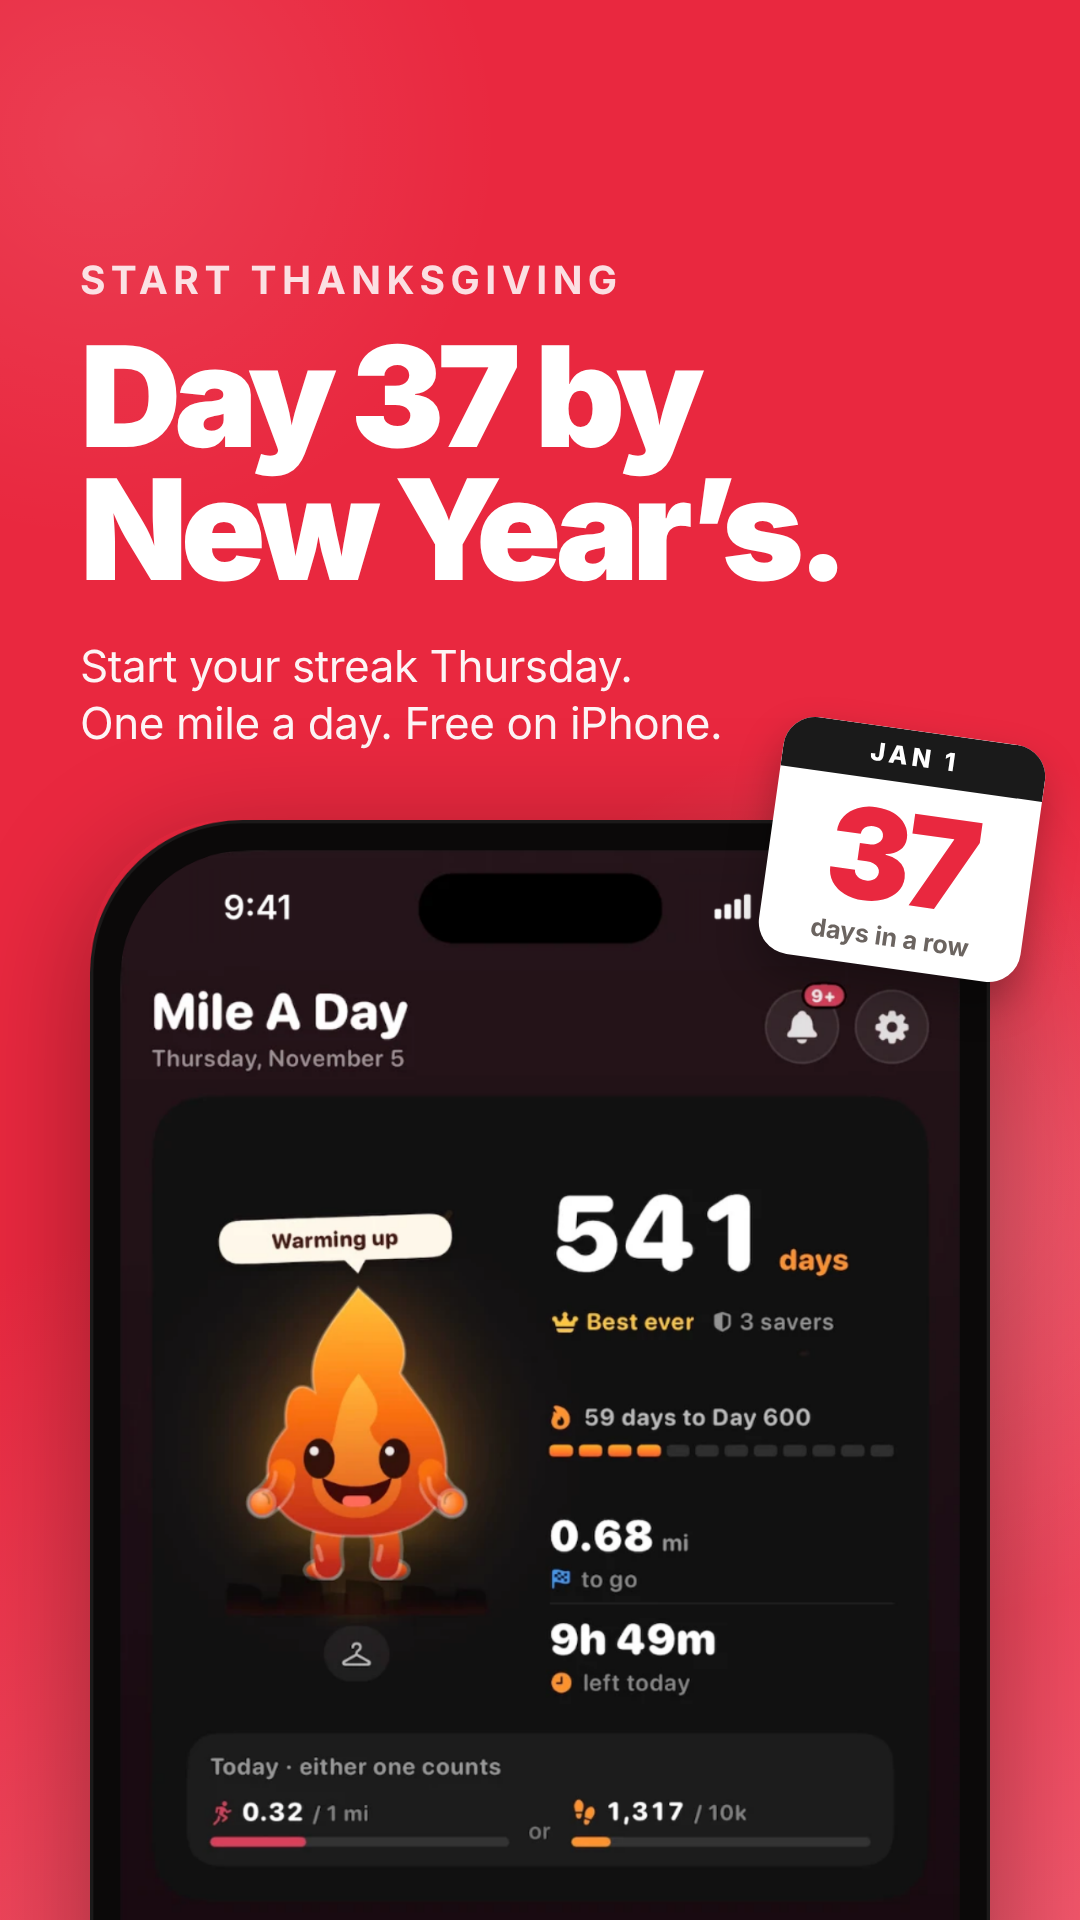 START THANKSGIVING
Day 37 by
New Year’s.
Start your streak Thursday.
One mile a day. Free on iPhone.
JAN 1
37
days in a row
9:41
Mile A Day
9+
Thursday, November 5
Warming up
541 days
Best ever 3 savers
59 days to Day 600
0.68 mi
to go
9h 49m
left today
Today · either one counts
0.32 / 1 mi or 1,317 / 10k